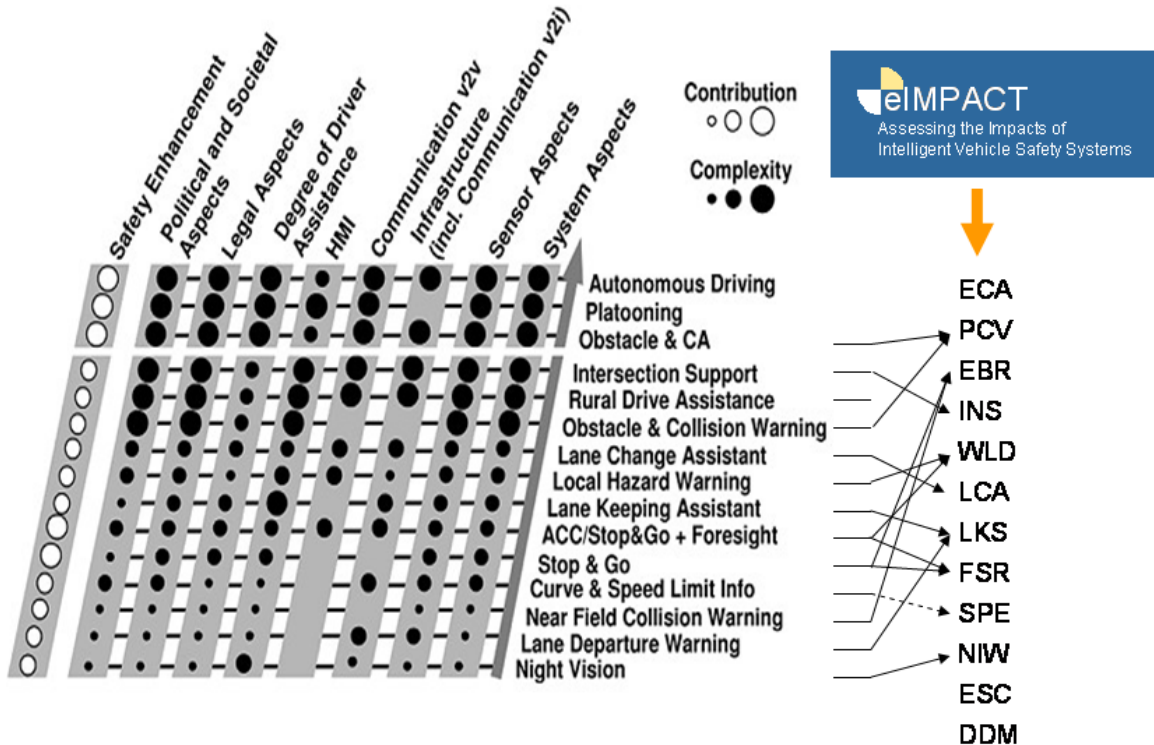 Safety Enhancement
Political and Societal
Aspects
Legal Aspects
Degree of Driver
Assistance
HMI
Communication v2v
Infrastructure
(incl. Communication v2i)
Sensor Aspects
System Aspects
Contribution
Complexity
eIMPACT
Assessing the Impacts of
Intelligent Vehicle Safety Systems
Autonomous Driving
Platooning
Obstacle & CA
Intersection Support
Rural Drive Assistance
Obstacle & Collision Warning
Lane Change Assistant
Local Hazard Warning
Lane Keeping Assistant
ACC/Stop&Go + Foresight
Stop & Go
Curve & Speed Limit Info
Near Field Collision Warning
Lane Departure Warning
Night Vision
ECA
PCV
EBR
INS
WLD
LCA
LKS
FSR
SPE
NIW
ESC
DDM